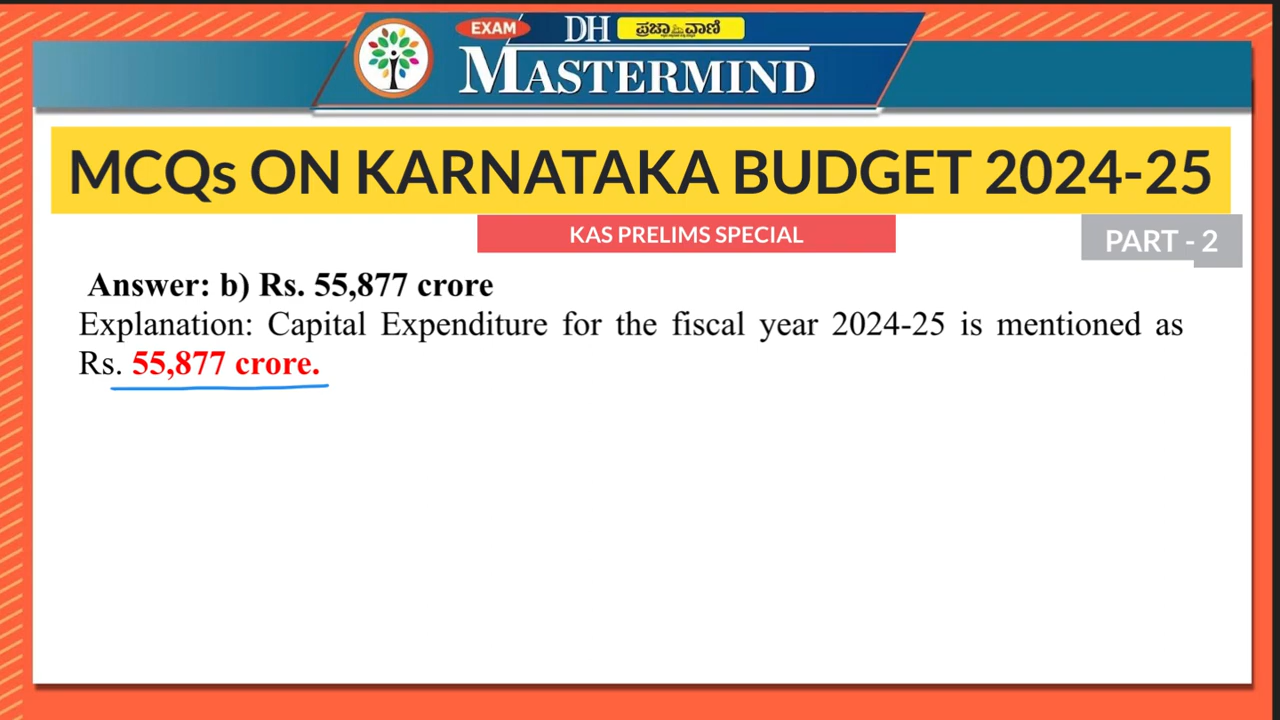 EXAM
DH ಪ್ರಜಾವಾಣಿ
MASTERMIND
MCQs ON KARNATAKA BUDGET 2024-25
KAS PRELIMS SPECIAL
PART - 2
Answer: b) Rs. 55,877 crore
Explanation: Capital Expenditure for the fiscal year 2024-25 is mentioned as
Rs. 55,877 crore.